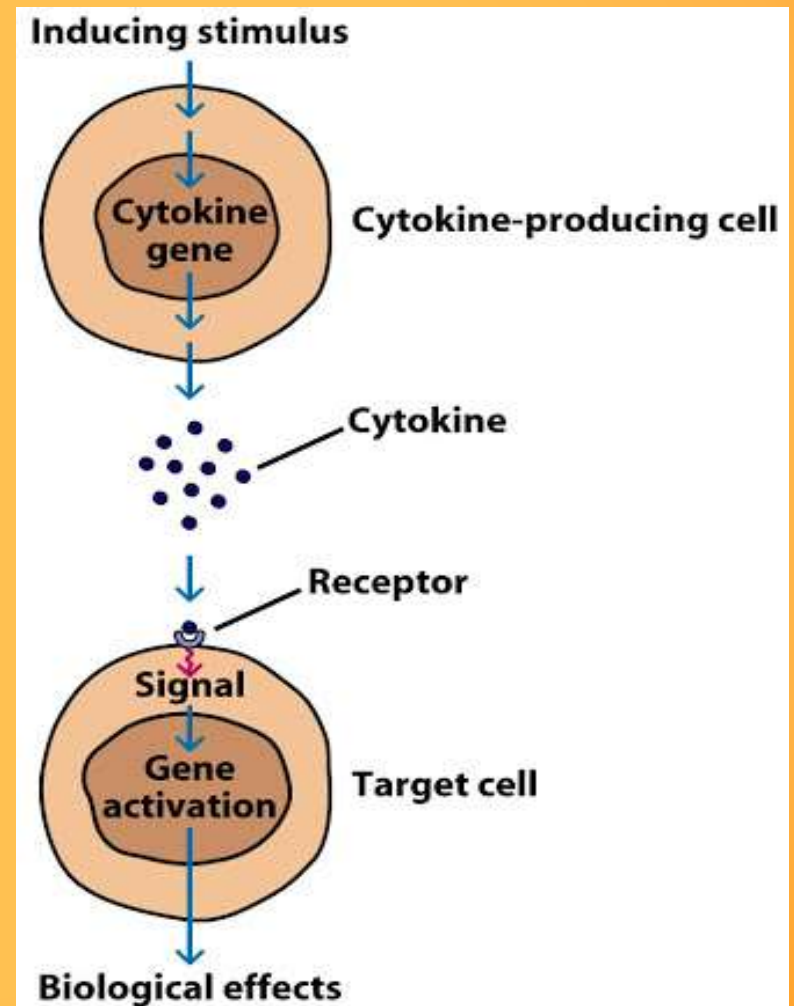 Inducing stimulus
Cytokine
gene
Cytokine-producing cell
Cytokine
Receptor
Signal
Gene
activation
Target cell
Biological effects